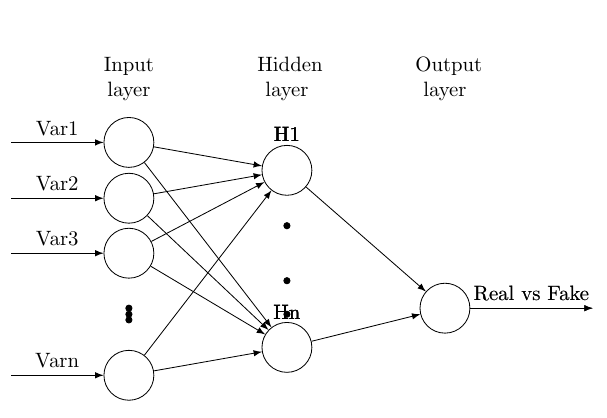 Input
layer
Hidden
layer
Output
layer
Var1
H1
Var2
Var3
Real vs Fake
Hn
Varn